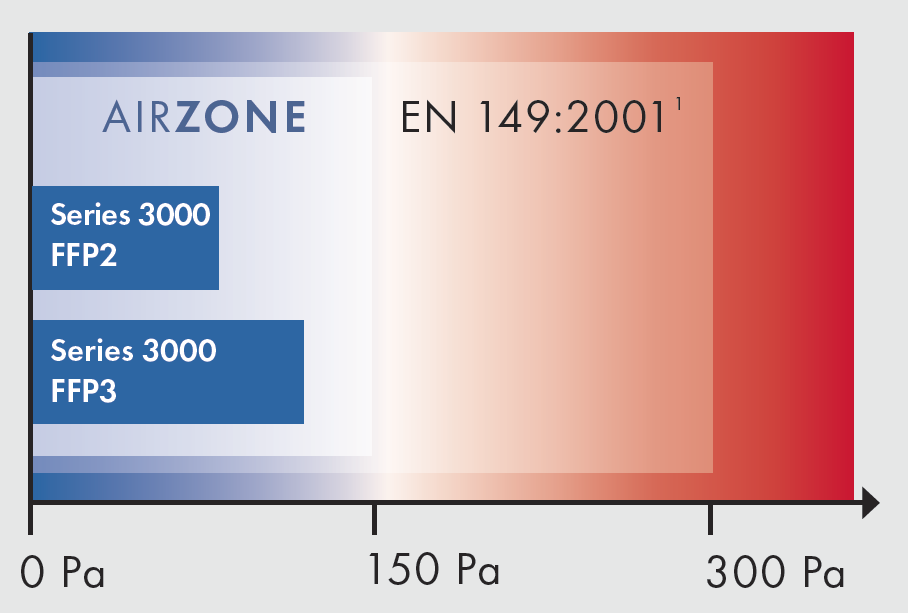 AIRZONE
EN 149:2001¹
Series 3000
FFP2
Series 3000
FFP3
0 Pa
150 Pa
300 Pa